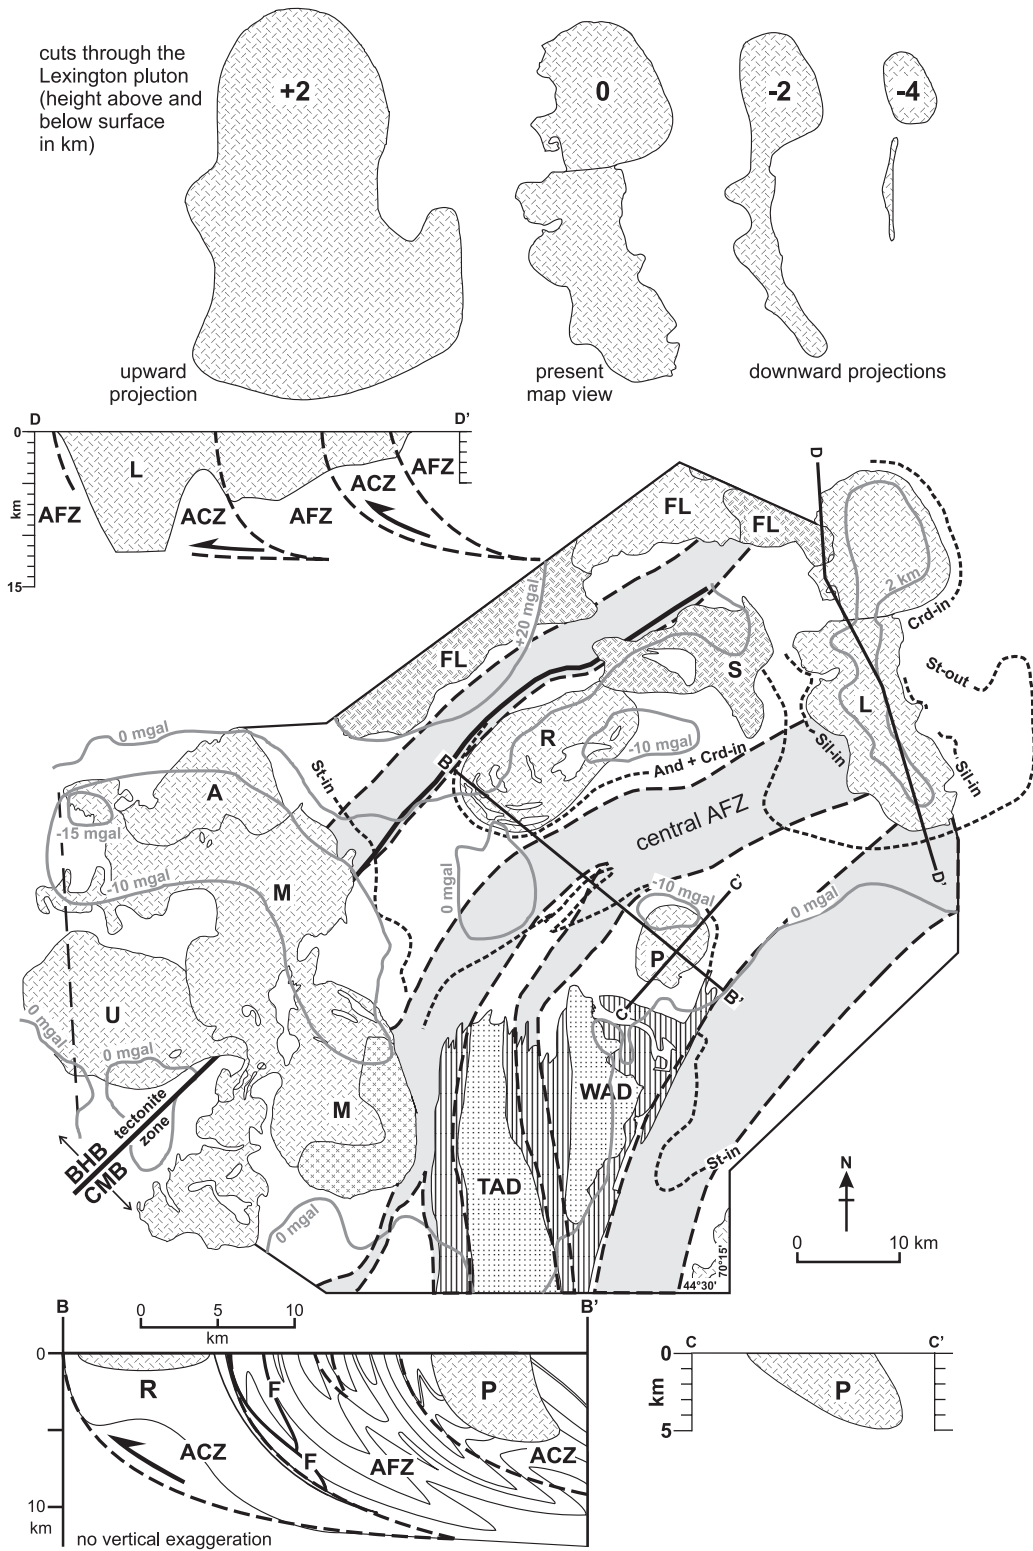 cuts through the
Lexington pluton
(height above and
below surface
in km)
+2
0
-2
-4
upward
projection
present
map view
downward projections
D
D'
0
km
15
L
AFZ
ACZ
AFZ
ACZ
AFZ
D
FL
FL
FL
+20 mgal
2 km
Crd-in
St-out
S
L
R
-10 mgal
Sil-in
Sil-in
And + Crd-in
B
0 mgal
St-in
A
-15 mgal
M
-10 mgal
central AFZ
0 mgal
-10 mgal
C'
D'
0 mgal
P
B'
C
U
0 mgal
0 mgal
tectonite
zone
BHB
CMB
M
WAD
TAD
St-in
0 mgal
N
0 10 km
70°15'
44°30'
B
B'
0 5 10
km
0
R
F
P
F
ACZ
AFZ
ACZ
10
km
no vertical exaggeration
C
C'
0
km
5
P